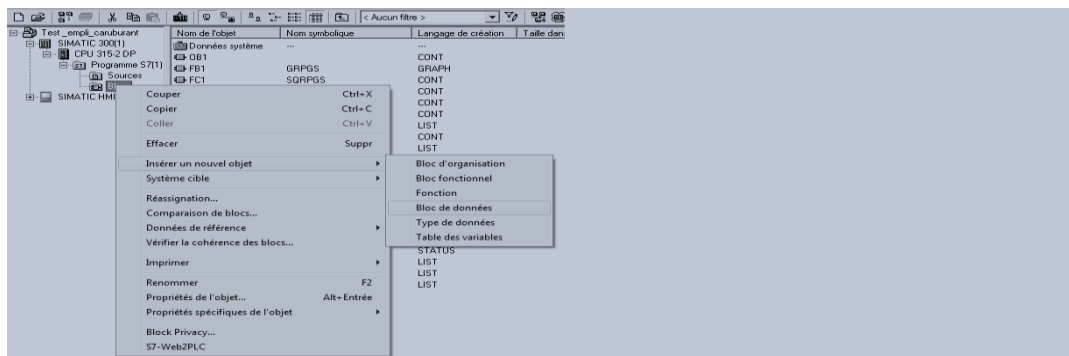 < Aucun filtre >
Test_empli_caruburant
SIMATIC 300(1)
CPU 315-2 DP
Programme S7(1)
Sources
SIMATIC HMI
Nom de l'objet Nom symbolique Langage de création Taille dan
Données système --- ---
OB1 CONT
FB1 GRPGS GRAPH
FC1 SQRPGS CONT
CONT
CONT
CONT
LIST
CONT
LIST
Couper Ctrl+X
Copier Ctrl+C
Coller Ctrl+V
Effacer Suppr
Insérer un nouvel objet
Système cible
Réassignation...
Comparaison de blocs...
Données de référence
Vérifier la cohérence des blocs...
Imprimer
Renommer F2
Propriétés de l'objet... Alt+Entrée
Propriétés spécifiques de l'objet
Block Privacy...
S7-Web2PLC
Bloc d'organisation
Bloc fonctionnel
Fonction
Bloc de données
Type de données
Table des variables
STATUS
LIST
LIST
LIST